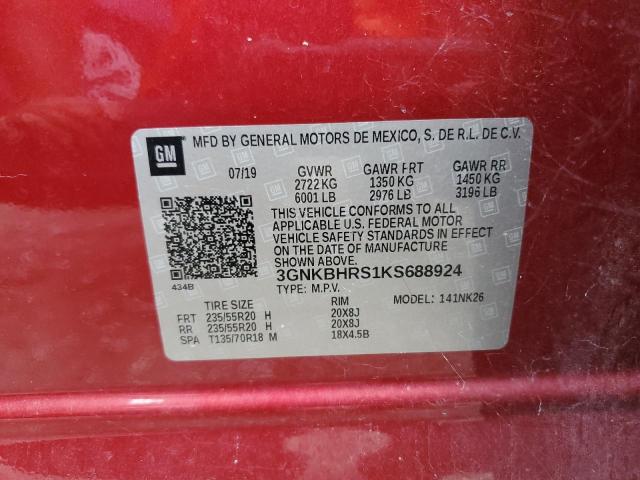 GM
MFD BY GENERAL MOTORS DE MEXICO, S. DE R.L. DE C.V.
07/19 GVWR GAWR FRT GAWR RR
2722 KG 1350 KG 1450 KG
6001 LB 2976 LB 3196 LB
THIS VEHICLE CONFORMS TO ALL
APPLICABLE U.S. FEDERAL MOTOR
VEHICLE SAFETY STANDARDS IN EFFECT
ON THE DATE OF MANUFACTURE
SHOWN ABOVE.
434B
3GNKBHRS1KS688924
TYPE: M.P.V.
TIRE SIZE RIM MODEL: 141NK26
FRT 235/55R20 H 20X8J
RR 235/55R20 H 20X8J
SPA T135/70R18 M 18X4.5B